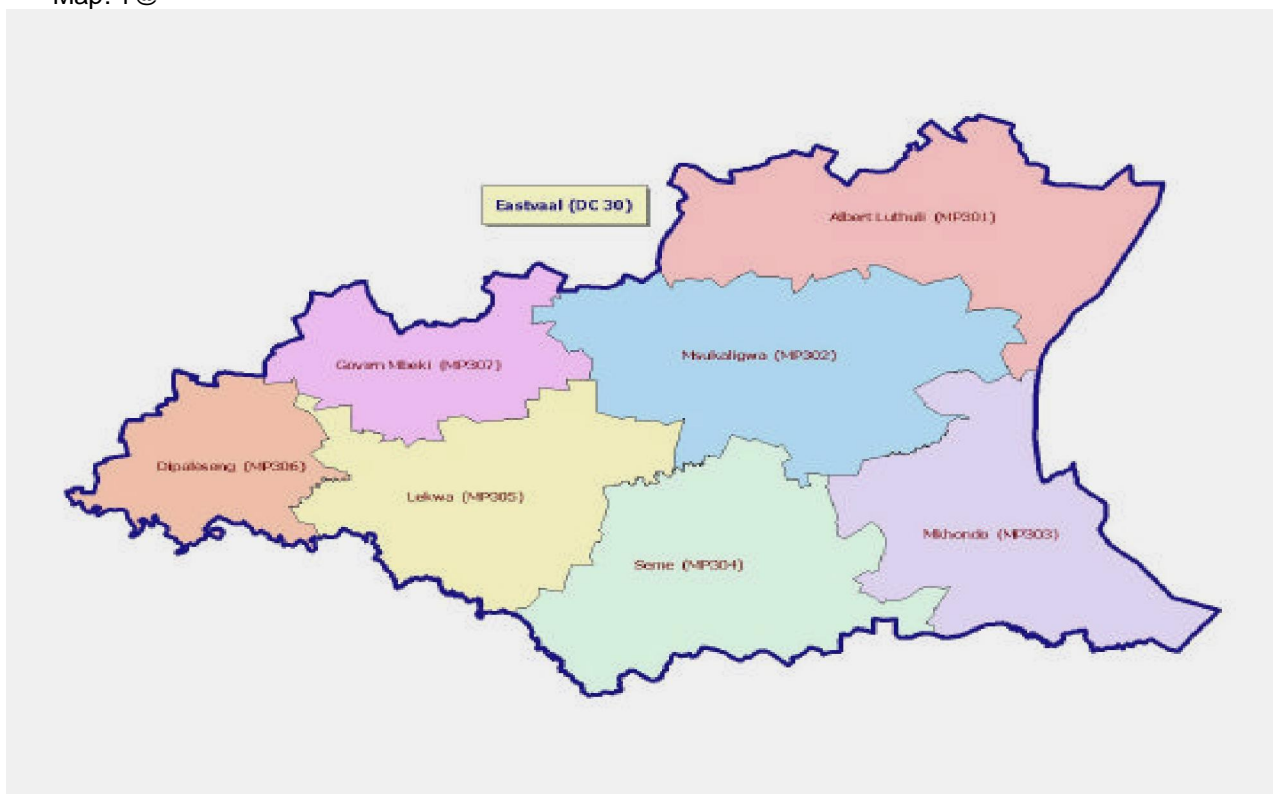 Map: 1
Eastvaal (DC 30)
Albert Luthuli (MP301)
Msukaligwa (MP302)
Govern Mbeki (MP307)
Dipaleseng (MP306)
Lekwa (MP305)
Mkhondo (MP303)
Seme (MP304)